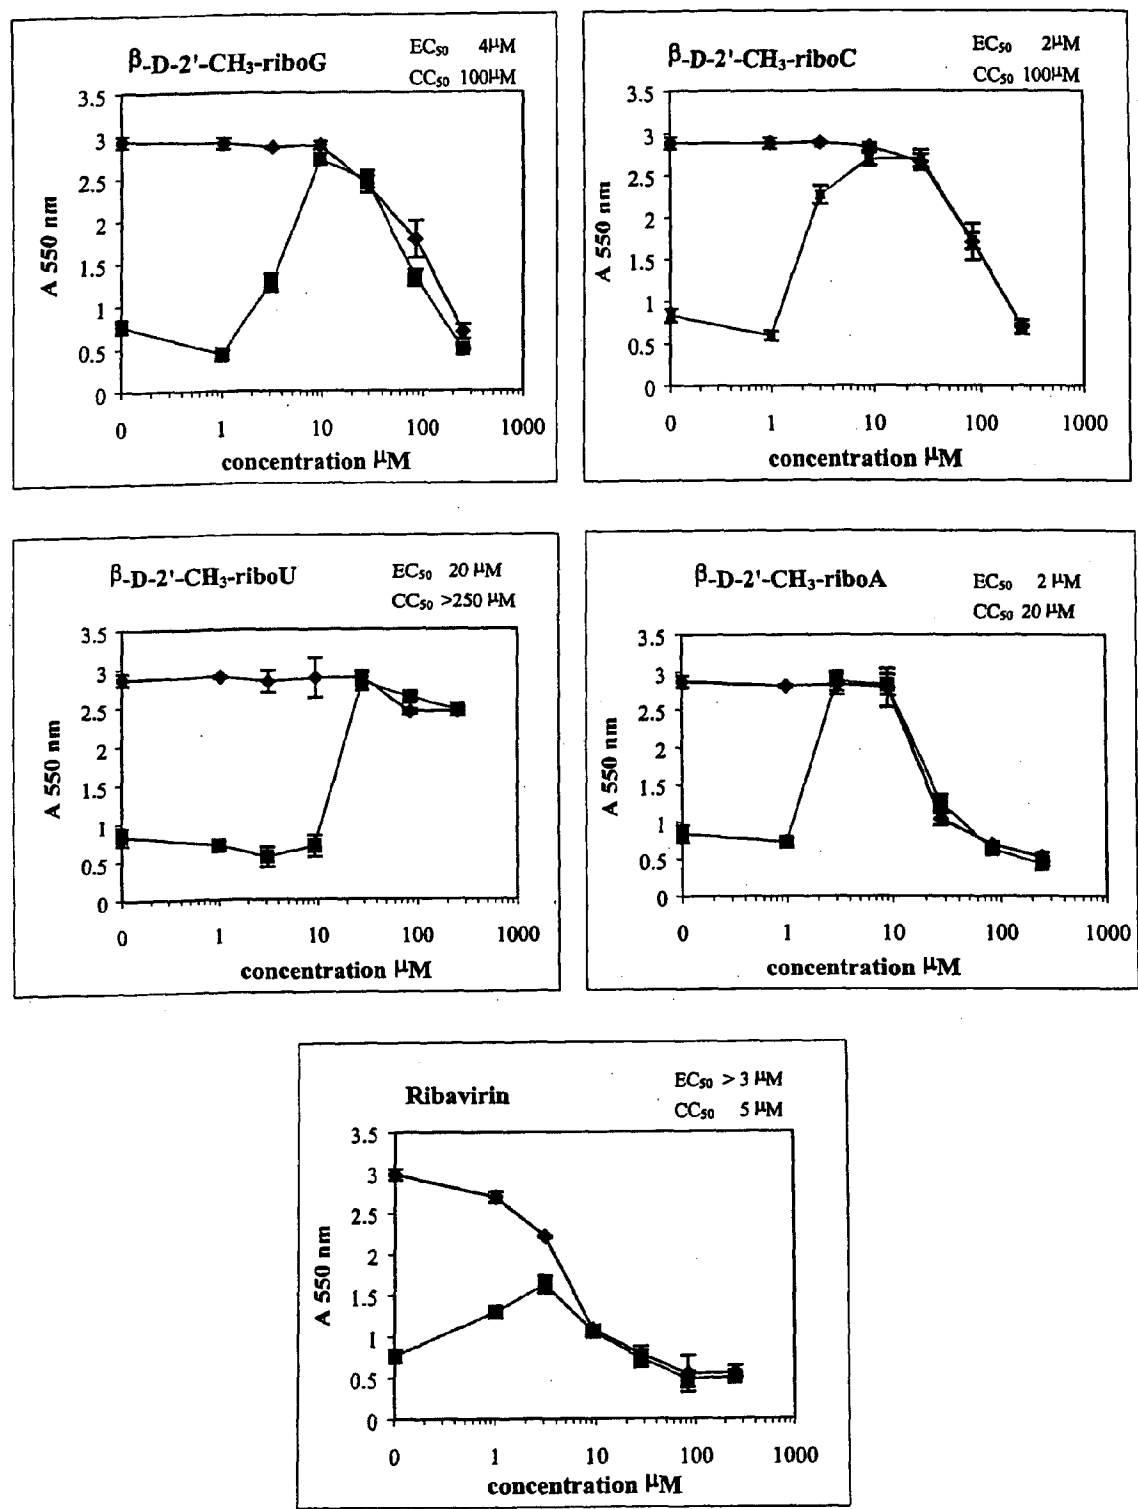 β-D-2'-CH₃-riboG
EC₅₀ 4μM
CC₅₀ 100μM
3.5
3
2.5
2
1.5
1
0.5
0
A 550 nm
0 1 10 100 1000
concentration μM
β-D-2'-CH₃-riboC
EC₅₀ 2μM
CC₅₀ 100μM
3.5
3
2.5
2
1.5
1
0.5
0
A 550 nm
0 1 10 100 1000
concentration μM
β-D-2'-CH₃-riboU
EC₅₀ 20 μM
CC₅₀ >250 μM
3.5
3
2.5
2
1.5
1
0.5
0
A 550 nm
0 1 10 100 1000
concentration μM
β-D-2'-CH₃-riboA
EC₅₀ 2 μM
CC₅₀ 20 μM
3.5
3
2.5
2
1.5
1
0.5
0
A 550 nm
0 1 10 100 1000
concentration μM
Ribavirin
EC₅₀ > 3 μM
CC₅₀ 5 μM
3.5
3
2.5
2
1.5
1
0.5
0
A 550 nm
0 1 10 100 1000
concentration μM